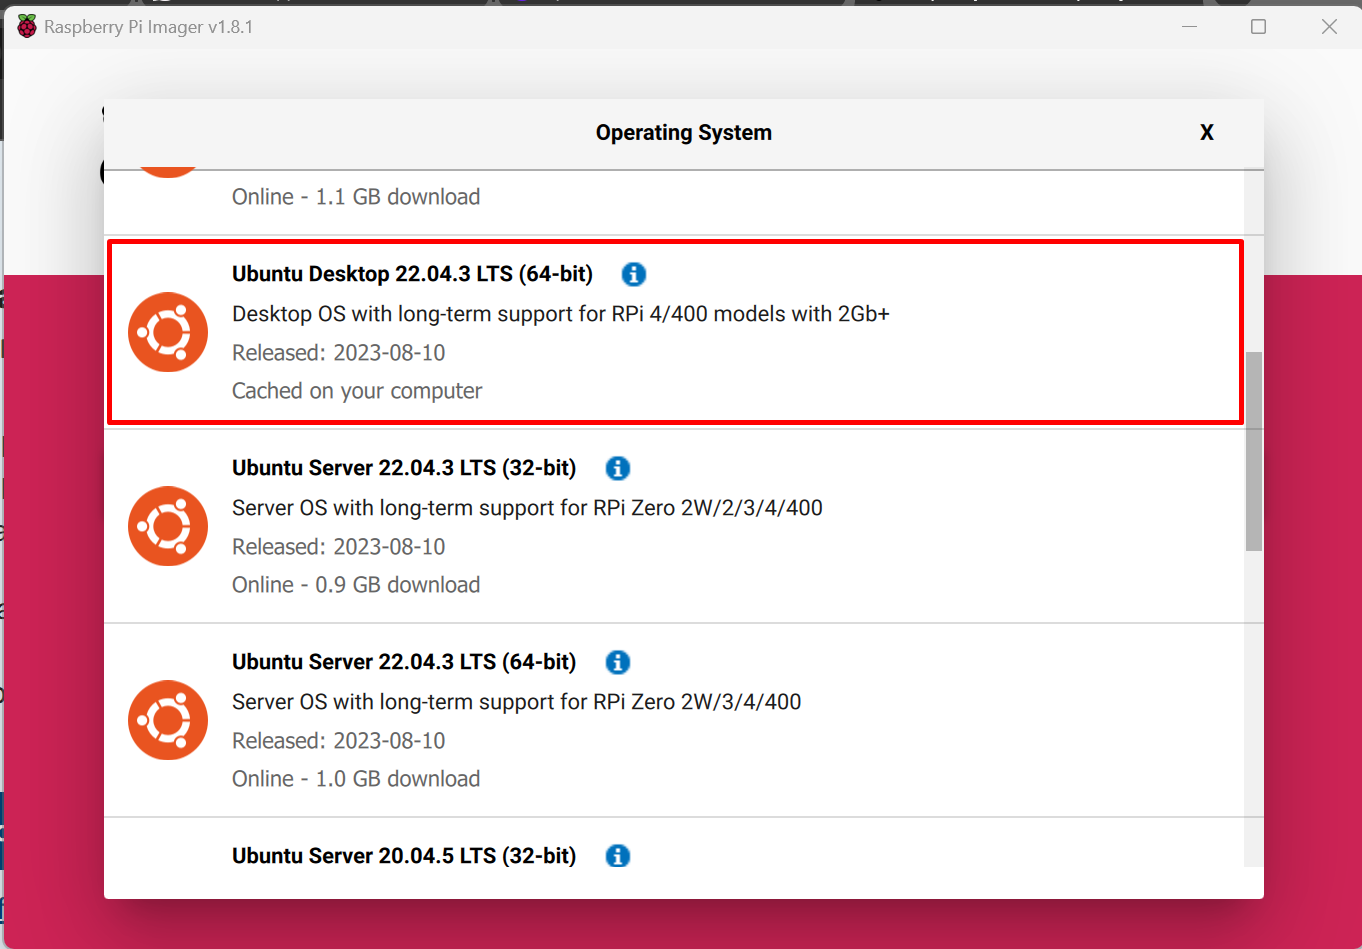 Raspberry Pi Imager v1.8.1
Operating System
X
Online - 1.1 GB download
Ubuntu Desktop 22.04.3 LTS (64-bit)
Desktop OS with long-term support for RPi 4/400 models with 2Gb+
Released: 2023-08-10
Cached on your computer
Ubuntu Server 22.04.3 LTS (32-bit)
Server OS with long-term support for RPi Zero 2W/2/3/4/400
Released: 2023-08-10
Online - 0.9 GB download
Ubuntu Server 22.04.3 LTS (64-bit)
Server OS with long-term support for RPi Zero 2W/3/4/400
Released: 2023-08-10
Online - 1.0 GB download
Ubuntu Server 20.04.5 LTS (32-bit)